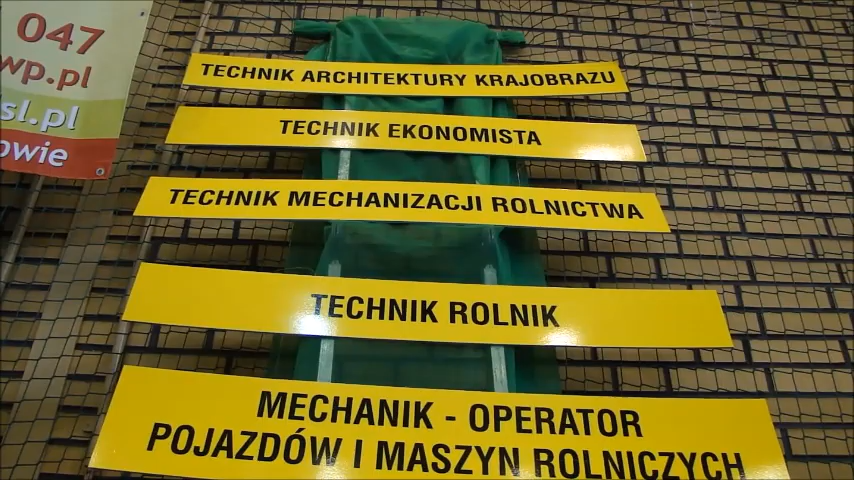 047
wp.pl
sl.pl
owie
TECHNIK ARCHITEKTURY KRAJOBRAZU
TECHNIK EKONOMISTA
TECHNIK MECHANIZACJI ROLNICTWA
TECHNIK ROLNIK
MECHANIK - OPERATOR
POJAZDÓW I MASZYN ROLNICZYCH